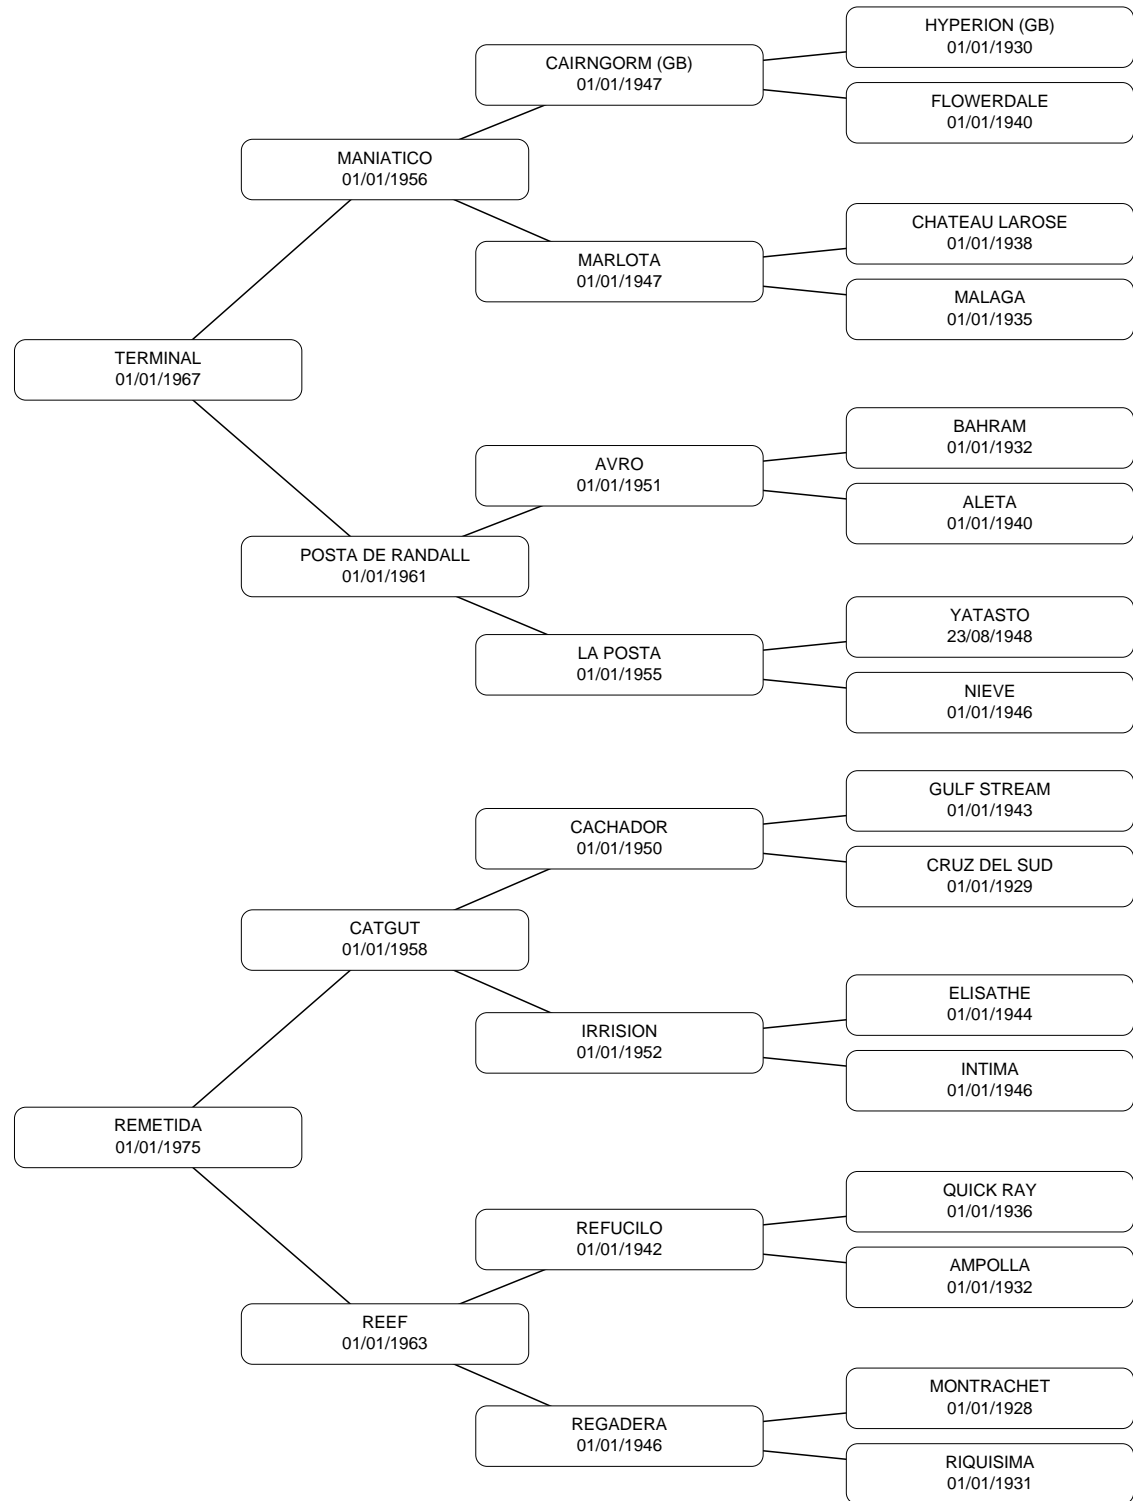 HYPERION (GB)
01/01/1930
CAIRNGORM (GB)
01/01/1947
FLOWERDALE
01/01/1940
MANIATICO
01/01/1956
CHATEAU LAROSE
01/01/1938
MARLOTA
01/01/1947
MALAGA
01/01/1935
TERMINAL
01/01/1967
BAHRAM
01/01/1932
AVRO
01/01/1951
ALETA
01/01/1940
POSTA DE RANDALL
01/01/1961
YATASTO
23/08/1948
LA POSTA
01/01/1955
NIEVE
01/01/1946
GULF STREAM
01/01/1943
CACHADOR
01/01/1950
CRUZ DEL SUD
01/01/1929
CATGUT
01/01/1958
ELISATHE
01/01/1944
IRRISION
01/01/1952
INTIMA
01/01/1946
REMETIDA
01/01/1975
QUICK RAY
01/01/1936
REFUCILO
01/01/1942
AMPOLLA
01/01/1932
REEF
01/01/1963
MONTRACHET
01/01/1928
REGADERA
01/01/1946
RIQUISIMA
01/01/1931